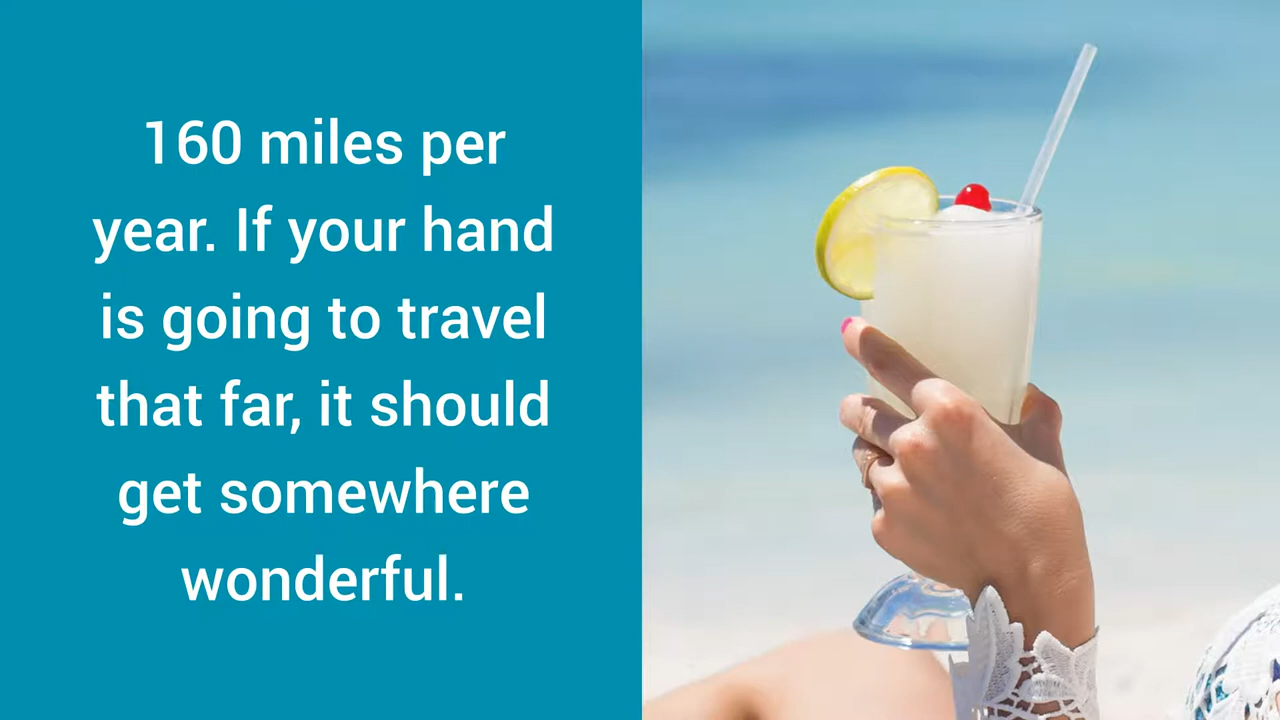 160 miles per
year. If your hand
is going to travel
that far, it should
get somewhere
wonderful.